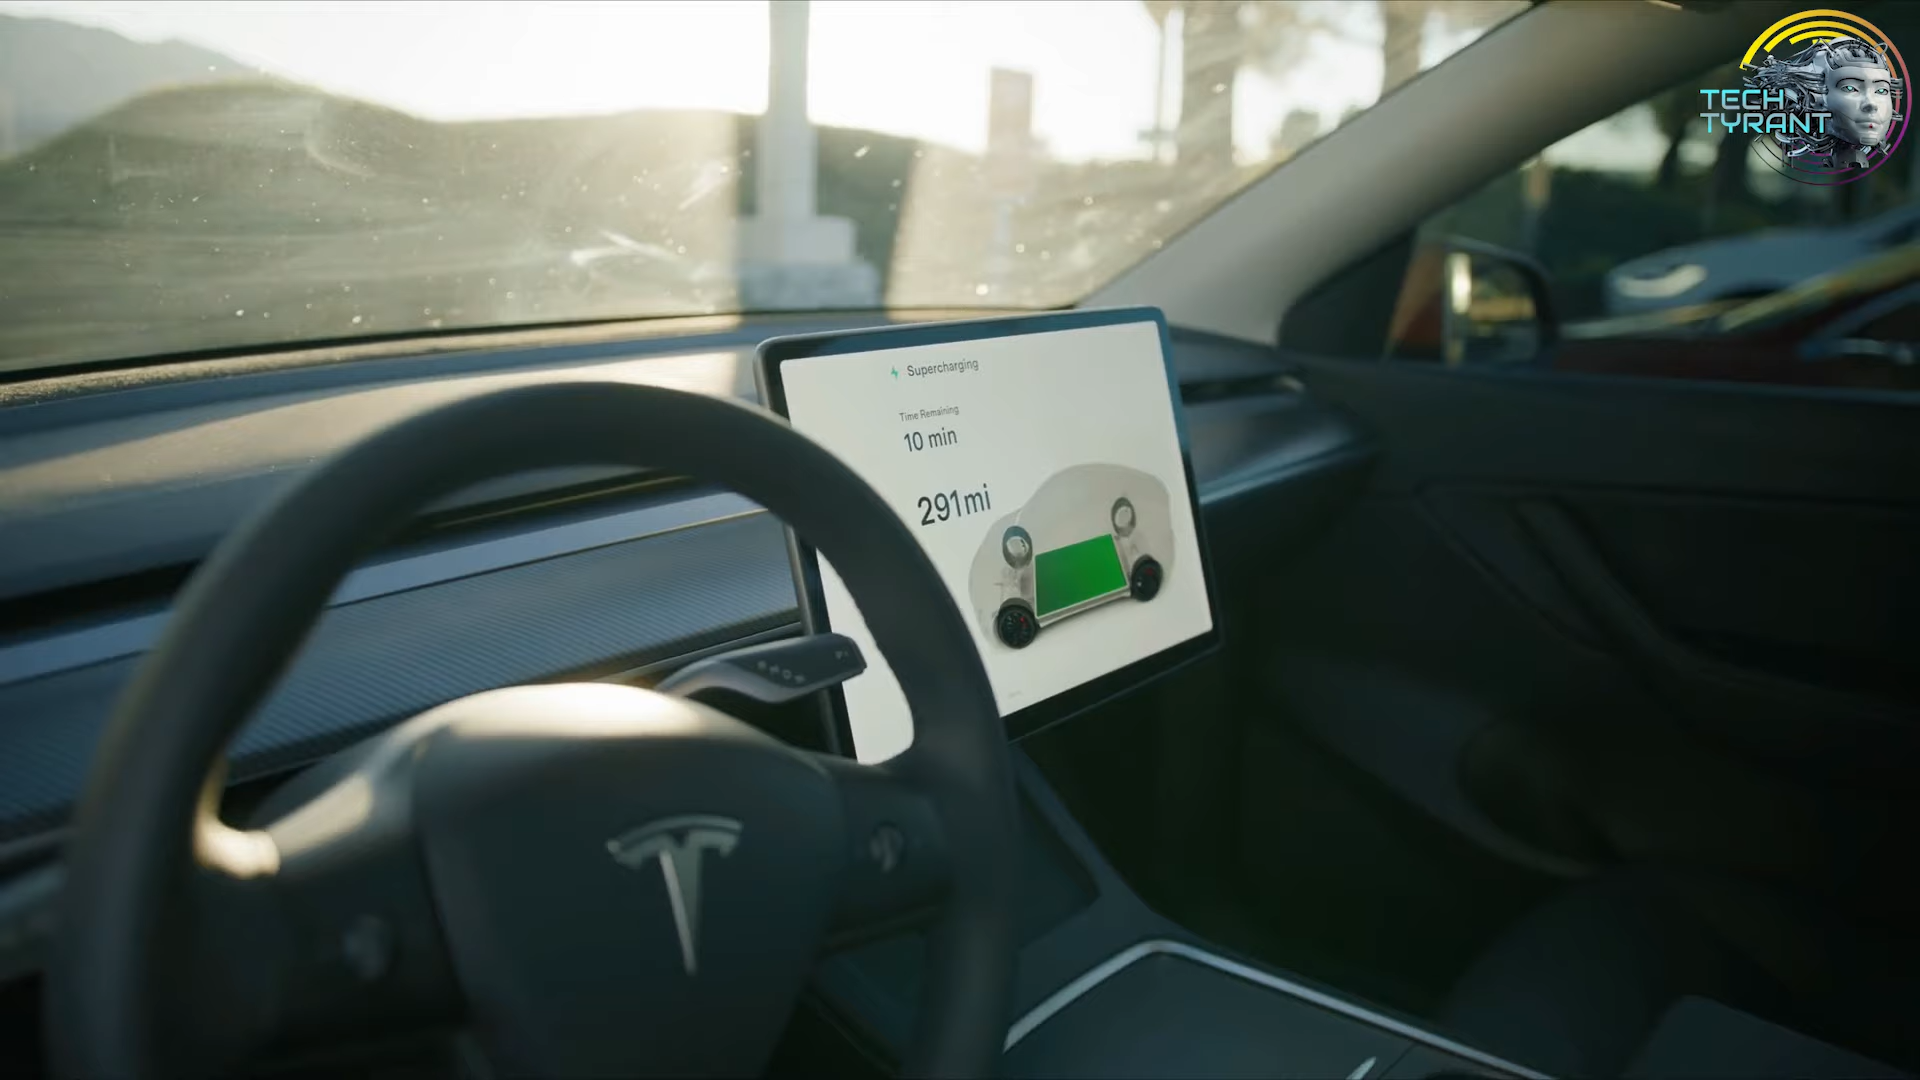 TECH
TYRANT
Supercharging
Time Remaining
10 min
291mi